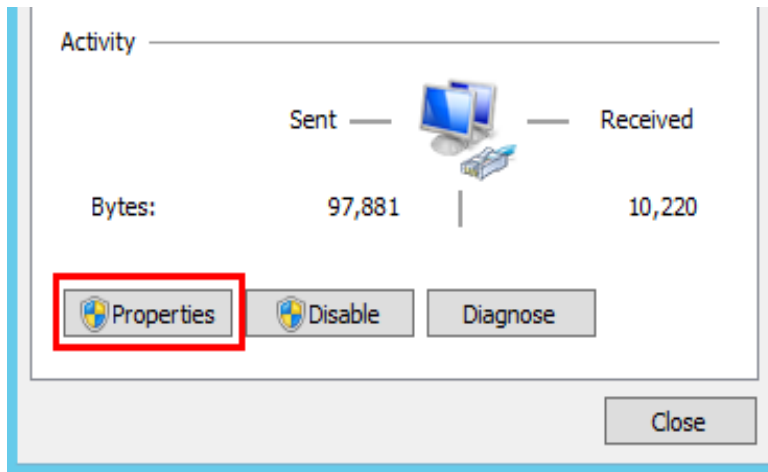 Activity
Sent Received
Bytes: 97,881 10,220
Properties Disable Diagnose
Close